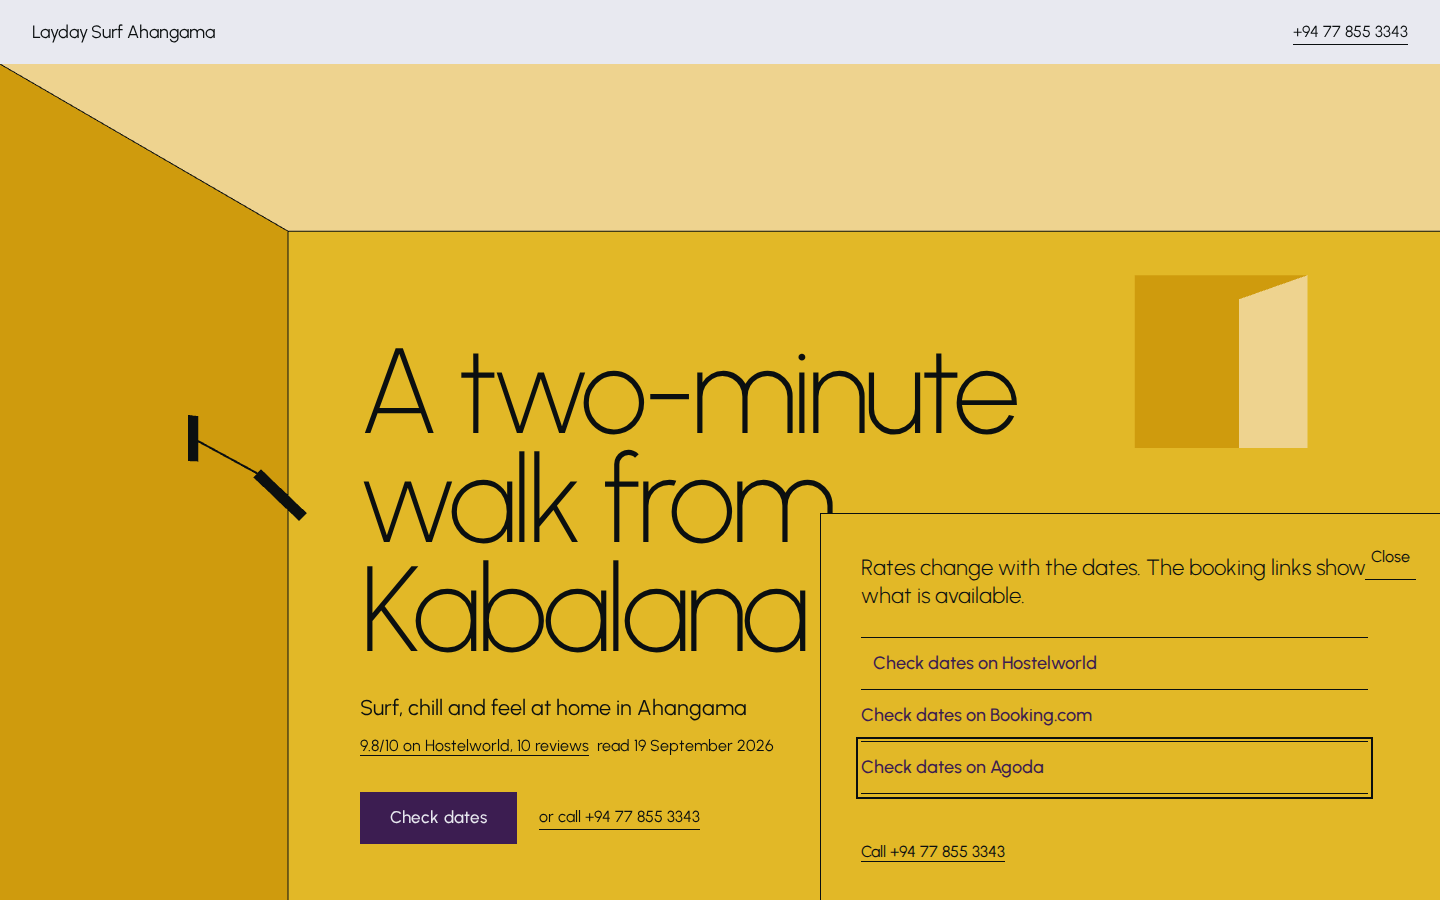 Layday Surf Ahangama
+94 77 855 3343
A two-minute
walk from
Kabalana
Surf, chill and feel at home in Ahangama
9.8/10 on Hostelworld, 10 reviews read 19 September 2026
Check dates
or call +94 77 855 3343
Close
Rates change with the dates. The booking links show
what is available.
Check dates on Hostelworld
Check dates on Booking.com
Check dates on Agoda
Call +94 77 855 3343